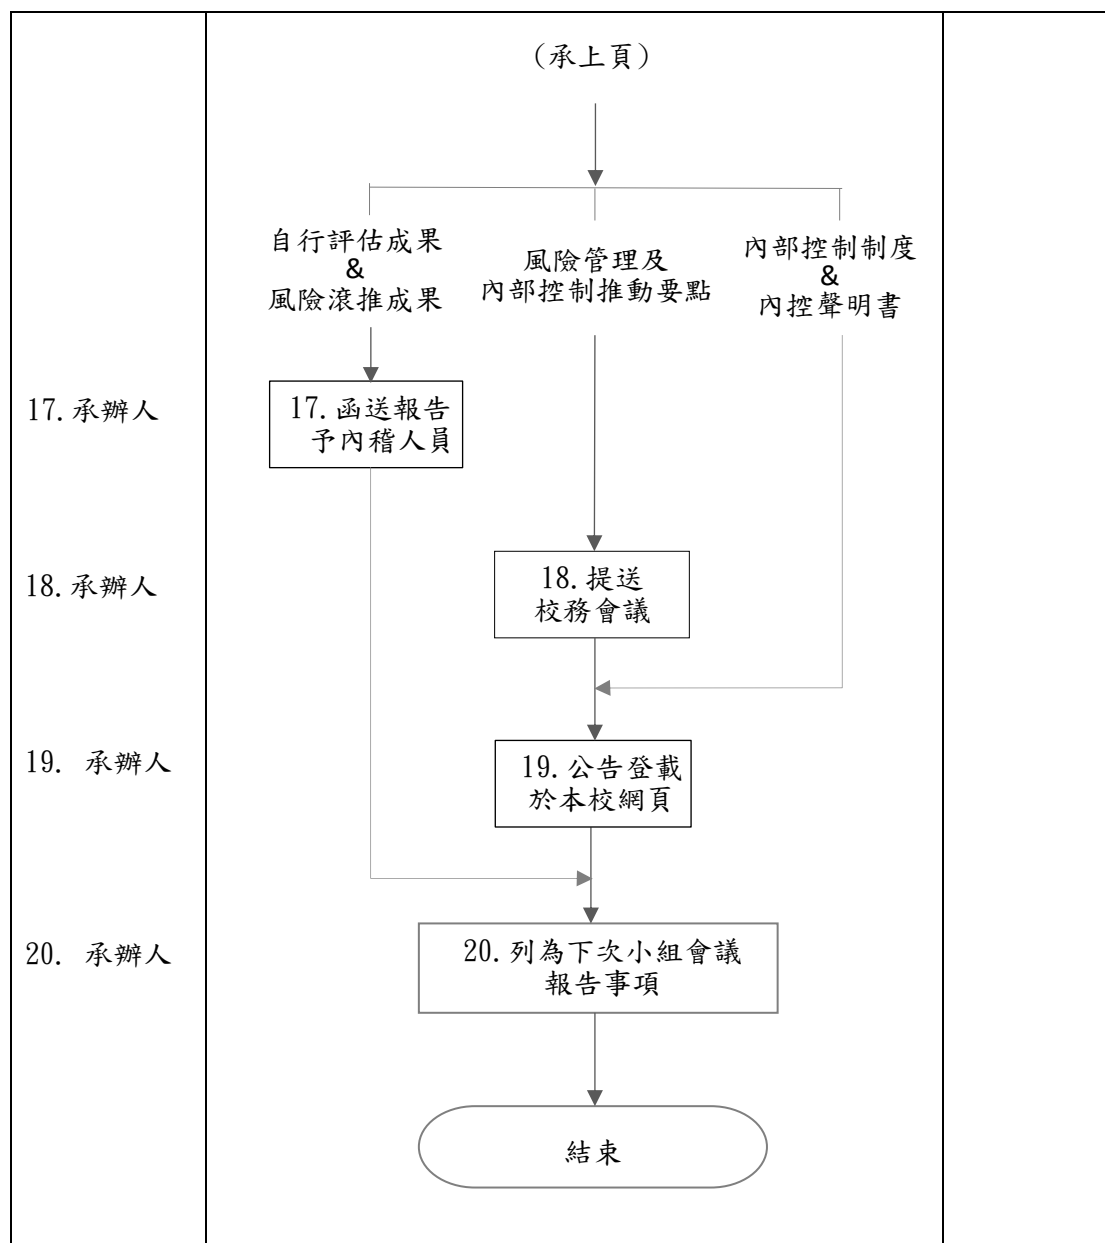 (承上頁)
自行評估成果
&
風險滾推成果
風險管理及
內部控制推動要點
內部控制制度
&
內控聲明書
17.承辦人
17.函送報告
予內稽人員
18.承辦人
18.提送
校務會議
19. 承辦人
19.公告登載
於本校網頁
20. 承辦人
20.列為下次小組會議
報告事項
結束